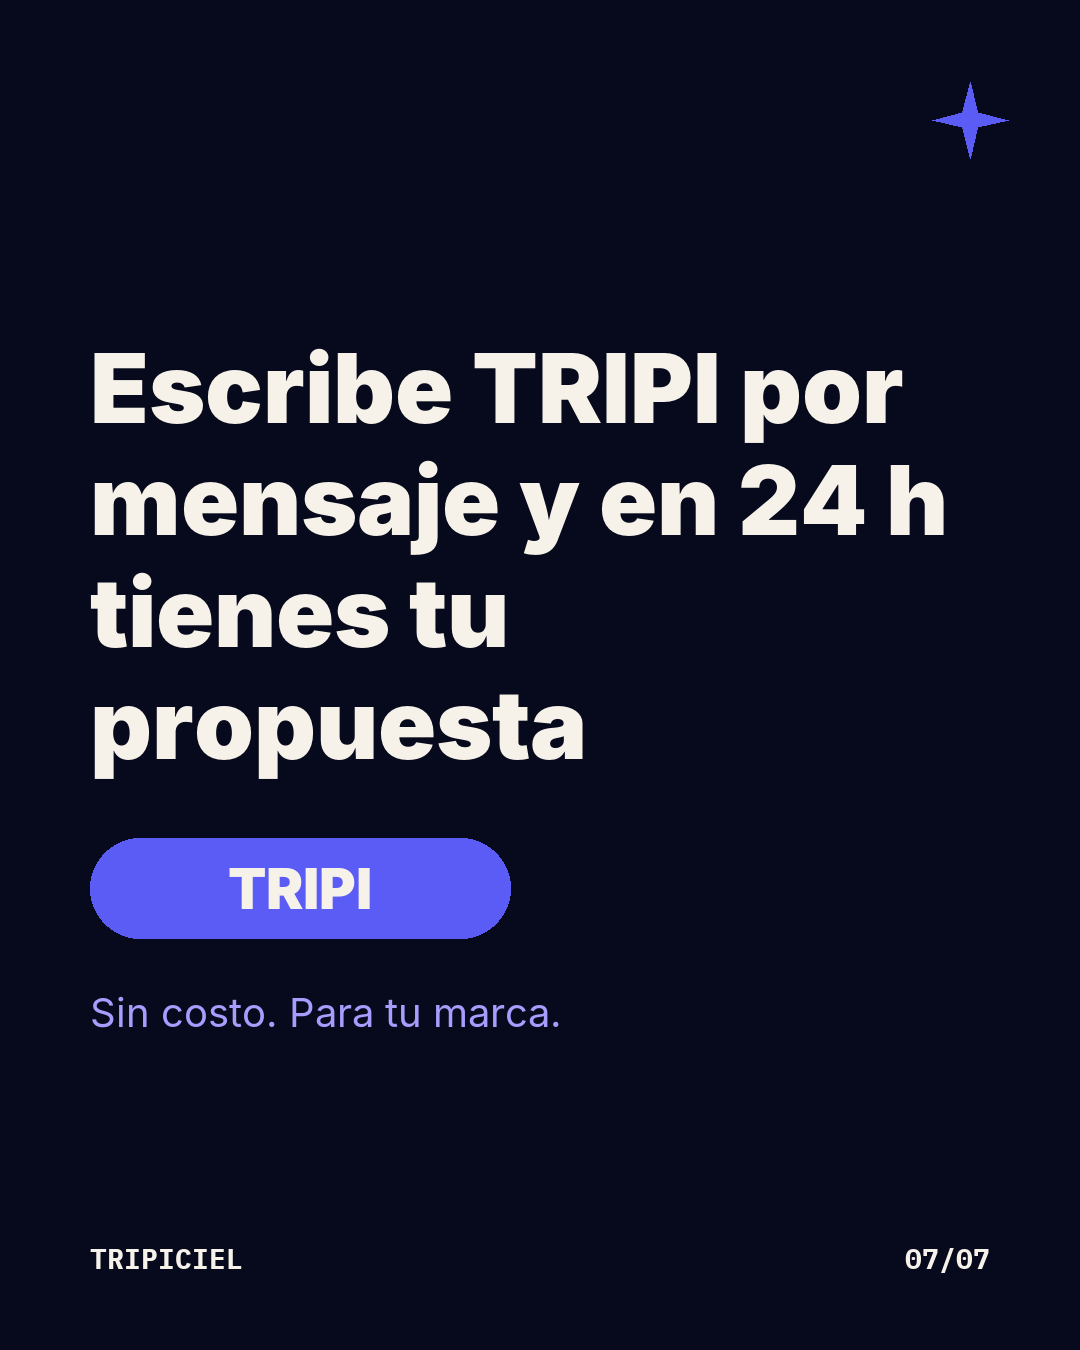 Escribe TRIPI por
mensaje y en 24 h
tienes tu
propuesta
TRIPI
Sin costo. Para tu marca.
TRIPICIEL
07/07